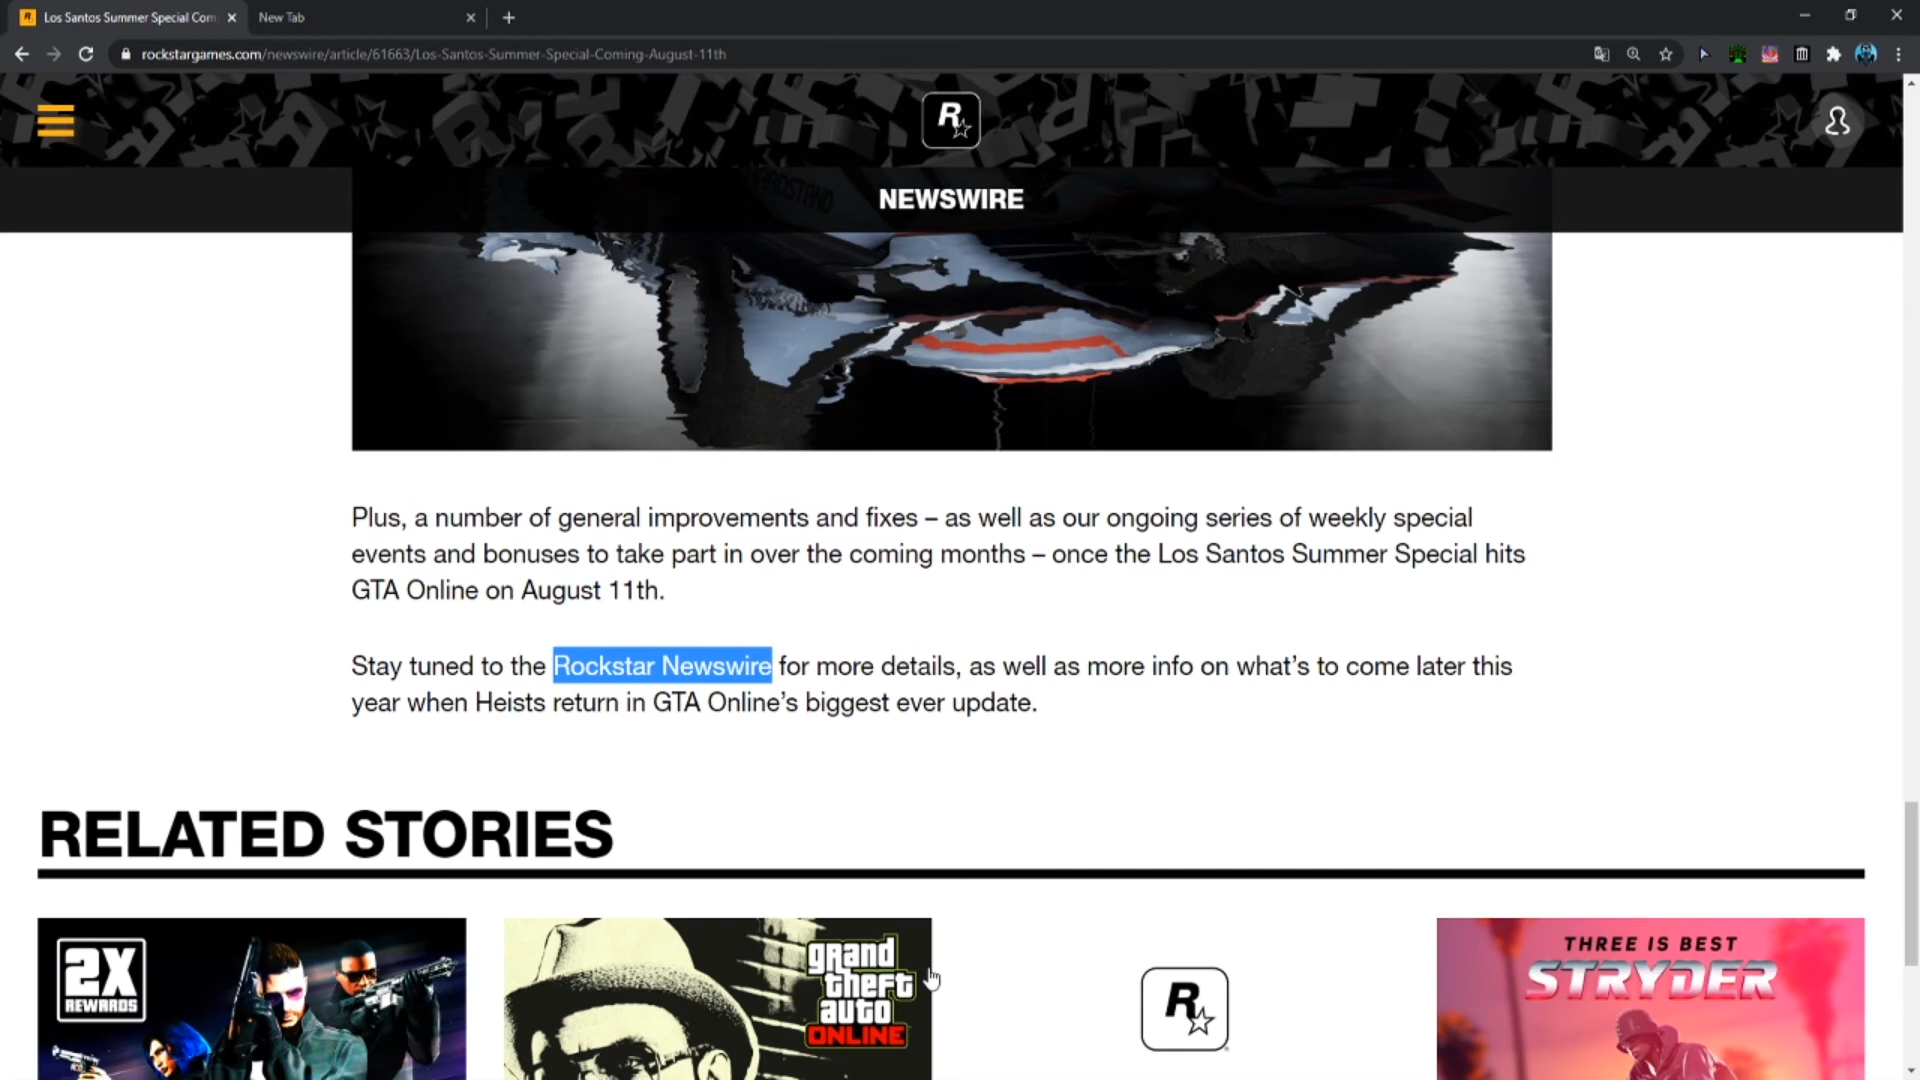 Los Santos Summer Special Com
New Tab
rockstargames.com/newswire/article/61663/Los-Santos-Summer-Special-Coming-August-11th
R
NEWSWIRE
Plus, a number of general improvements and fixes – as well as our ongoing series of weekly special
events and bonuses to take part in over the coming months – once the Los Santos Summer Special hits
GTA Online on August 11th.
Stay tuned to the Rockstar Newswire for more details, as well as more info on what’s to come later this
year when Heists return in GTA Online’s biggest ever update.
RELATED STORIES
2X
REWARDS
grand
theft
auto
ONLINE
R
THREE IS BEST
STRYDER